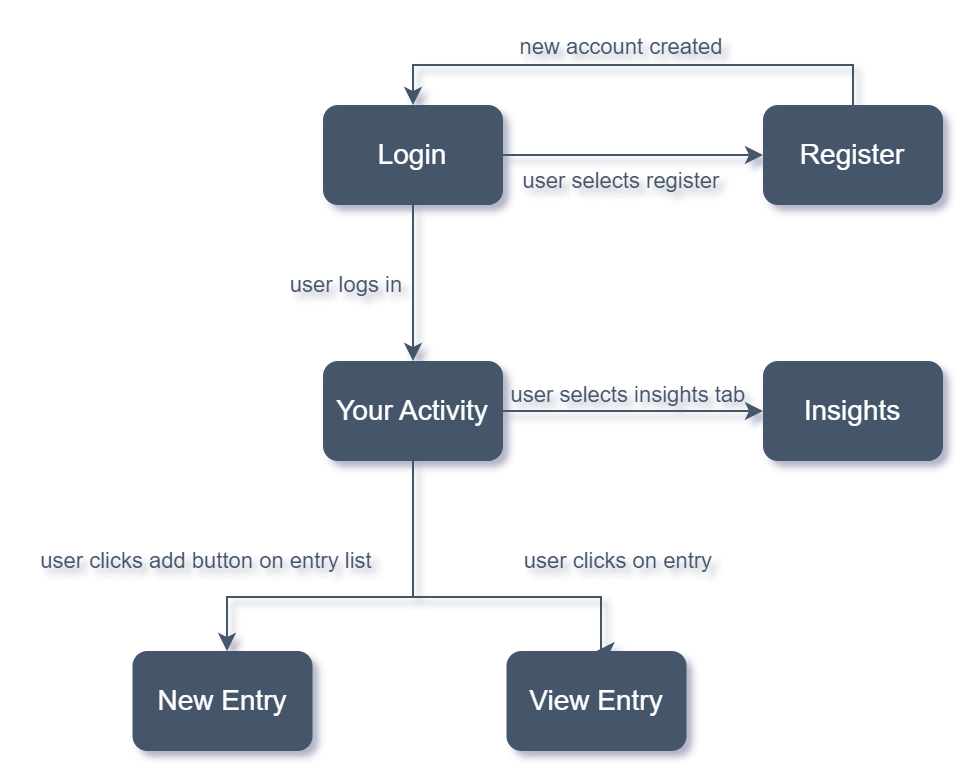 new account created
Login
Register
user selects register
user logs in
Your Activity
user selects insights tab
Insights
user clicks add button on entry list
user clicks on entry
New Entry
View Entry